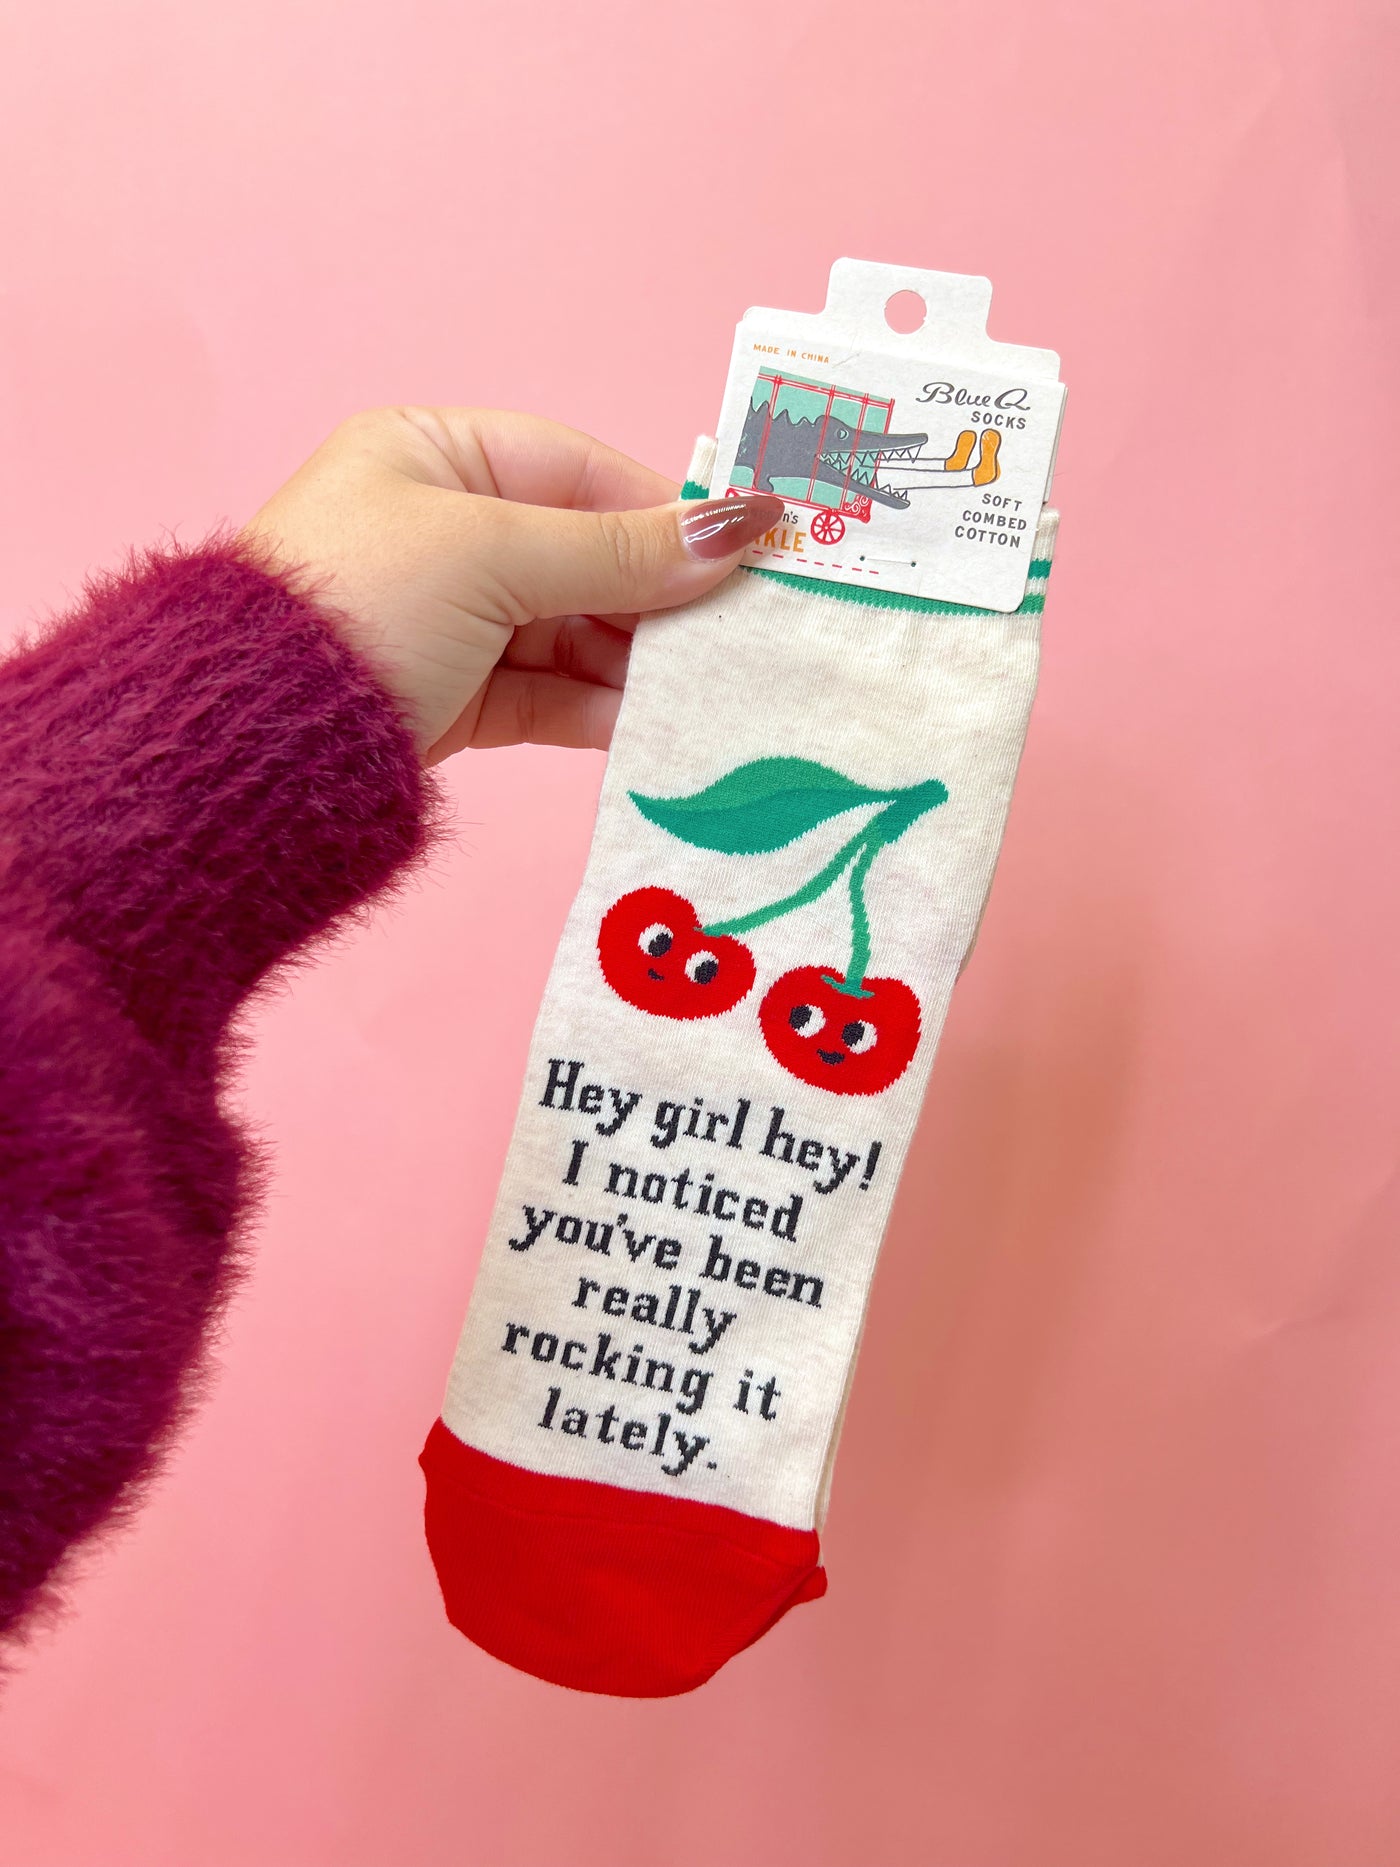 MADE IN CHINA
Blue Q
SOCKS
SOFT
COMBED
COTTON
Hey girl hey!
I noticed
you've been
really
rocking it
lately.